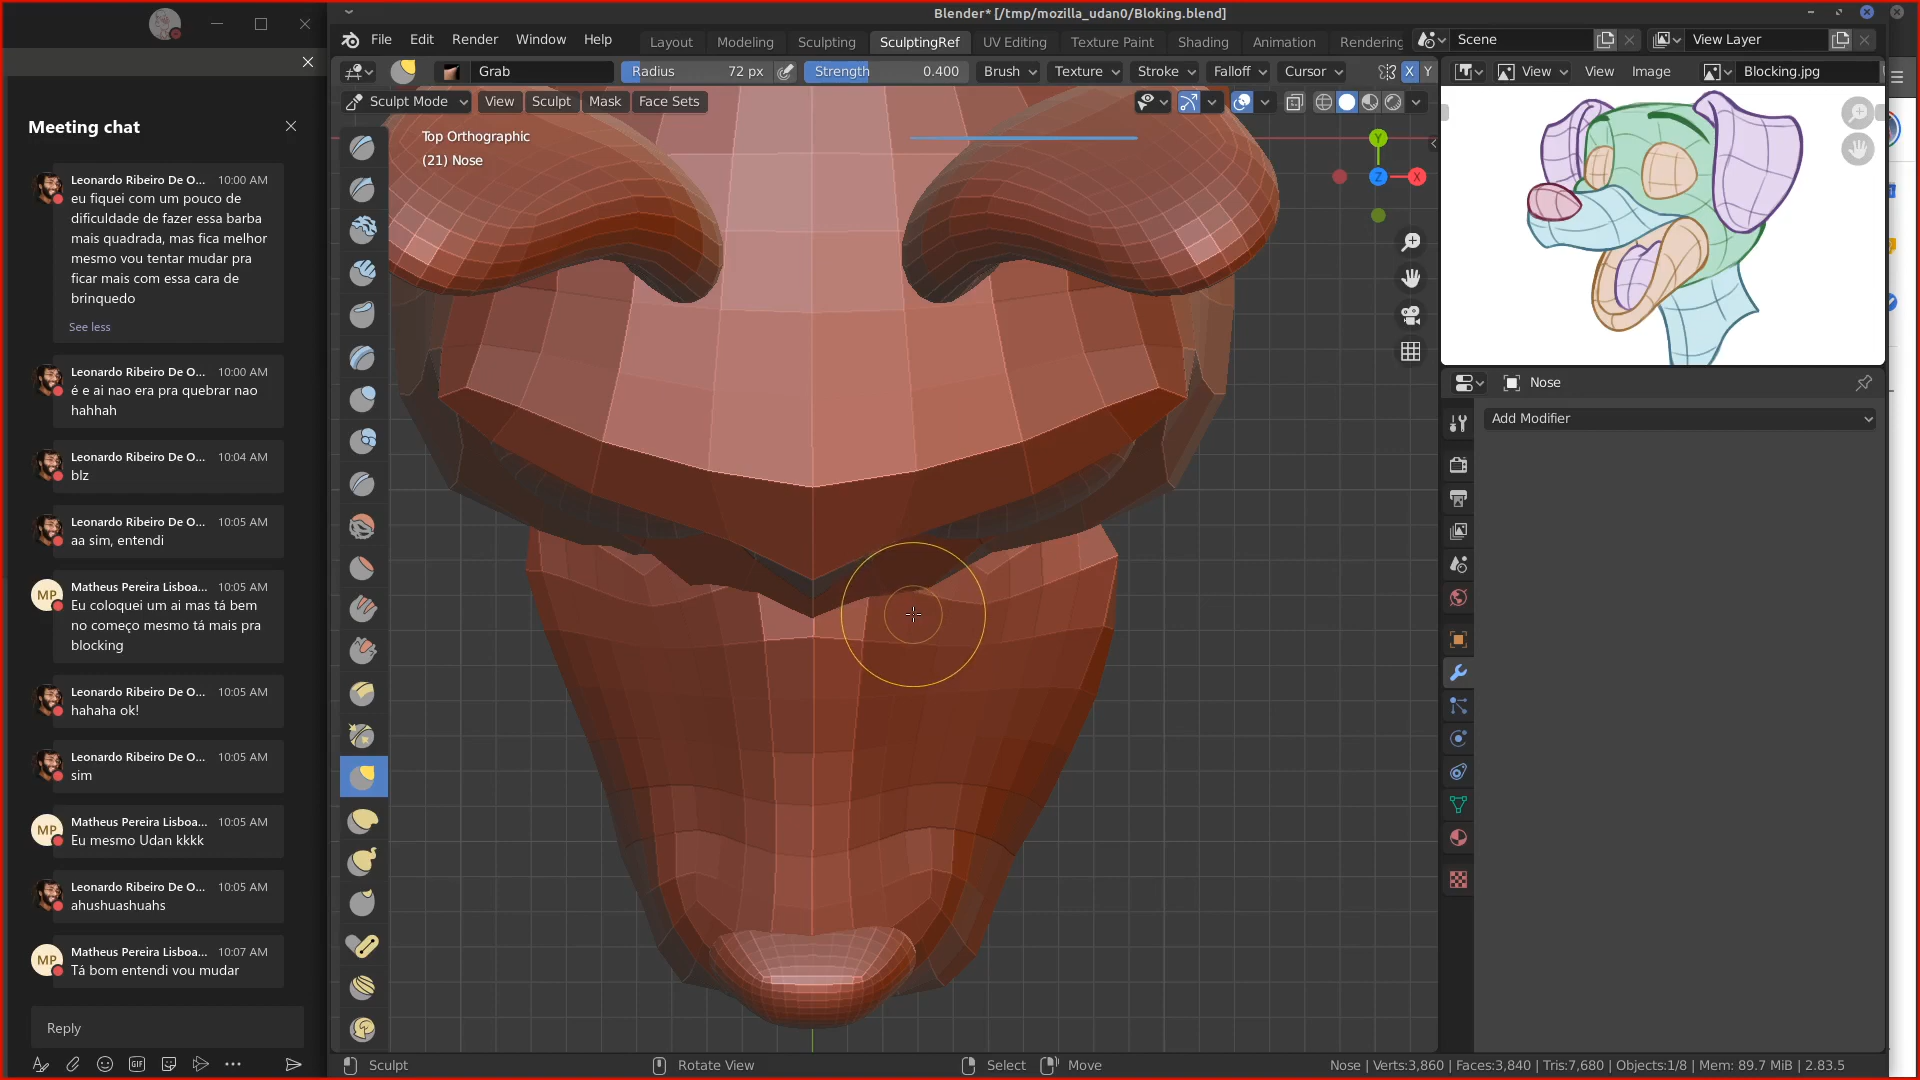 Blender* [/tmp/mozilla_udan0/Bloking.blend]
File Edit Render Window Help
Layout Modeling Sculpting SculptingRef UV Editing Texture Paint Shading Animation Rendering
Scene
View Layer
Grab
Radius 72 px
Strength 0.400
Brush Texture Stroke Falloff Cursor
X Y
View View Image Blocking.jpg
Sculpt Mode View Sculpt Mask Face Sets
Top Orthographic
(21) Nose
Y
Z
X
Meeting chat
Leonardo Ribeiro De O... 10:00 AM
eu fiquei com um pouco de
dificuldade de fazer essa barba
mais quadrada, mas fica melhor
mesmo vou tentar mudar pra
ficar mais com essa cara de
brinquedo
See less
Leonardo Ribeiro De O... 10:00 AM
é e ai nao era pra quebrar nao
hahhah
Leonardo Ribeiro De O... 10:04 AM
blz
Leonardo Ribeiro De O... 10:05 AM
aa sim, entendi
MP
Matheus Pereira Lisboa... 10:05 AM
Eu coloquei um ai mas tá bem
no começo mesmo tá mais pra
blocking
Leonardo Ribeiro De O... 10:05 AM
hahaha ok!
Leonardo Ribeiro De O... 10:05 AM
sim
MP
Matheus Pereira Lisboa... 10:05 AM
Eu mesmo Udan kkkk
Leonardo Ribeiro De O... 10:05 AM
ahushuashuahs
MP
Matheus Pereira Lisboa... 10:07 AM
Tá bom entendi vou mudar
Reply
GIF
Nose
Add Modifier
Sculpt
Rotate View
Select
Move
Nose | Verts:3,860 | Faces:3,840 | Tris:7,680 | Objects:1/8 | Mem: 89.7 MiB | 2.83.5